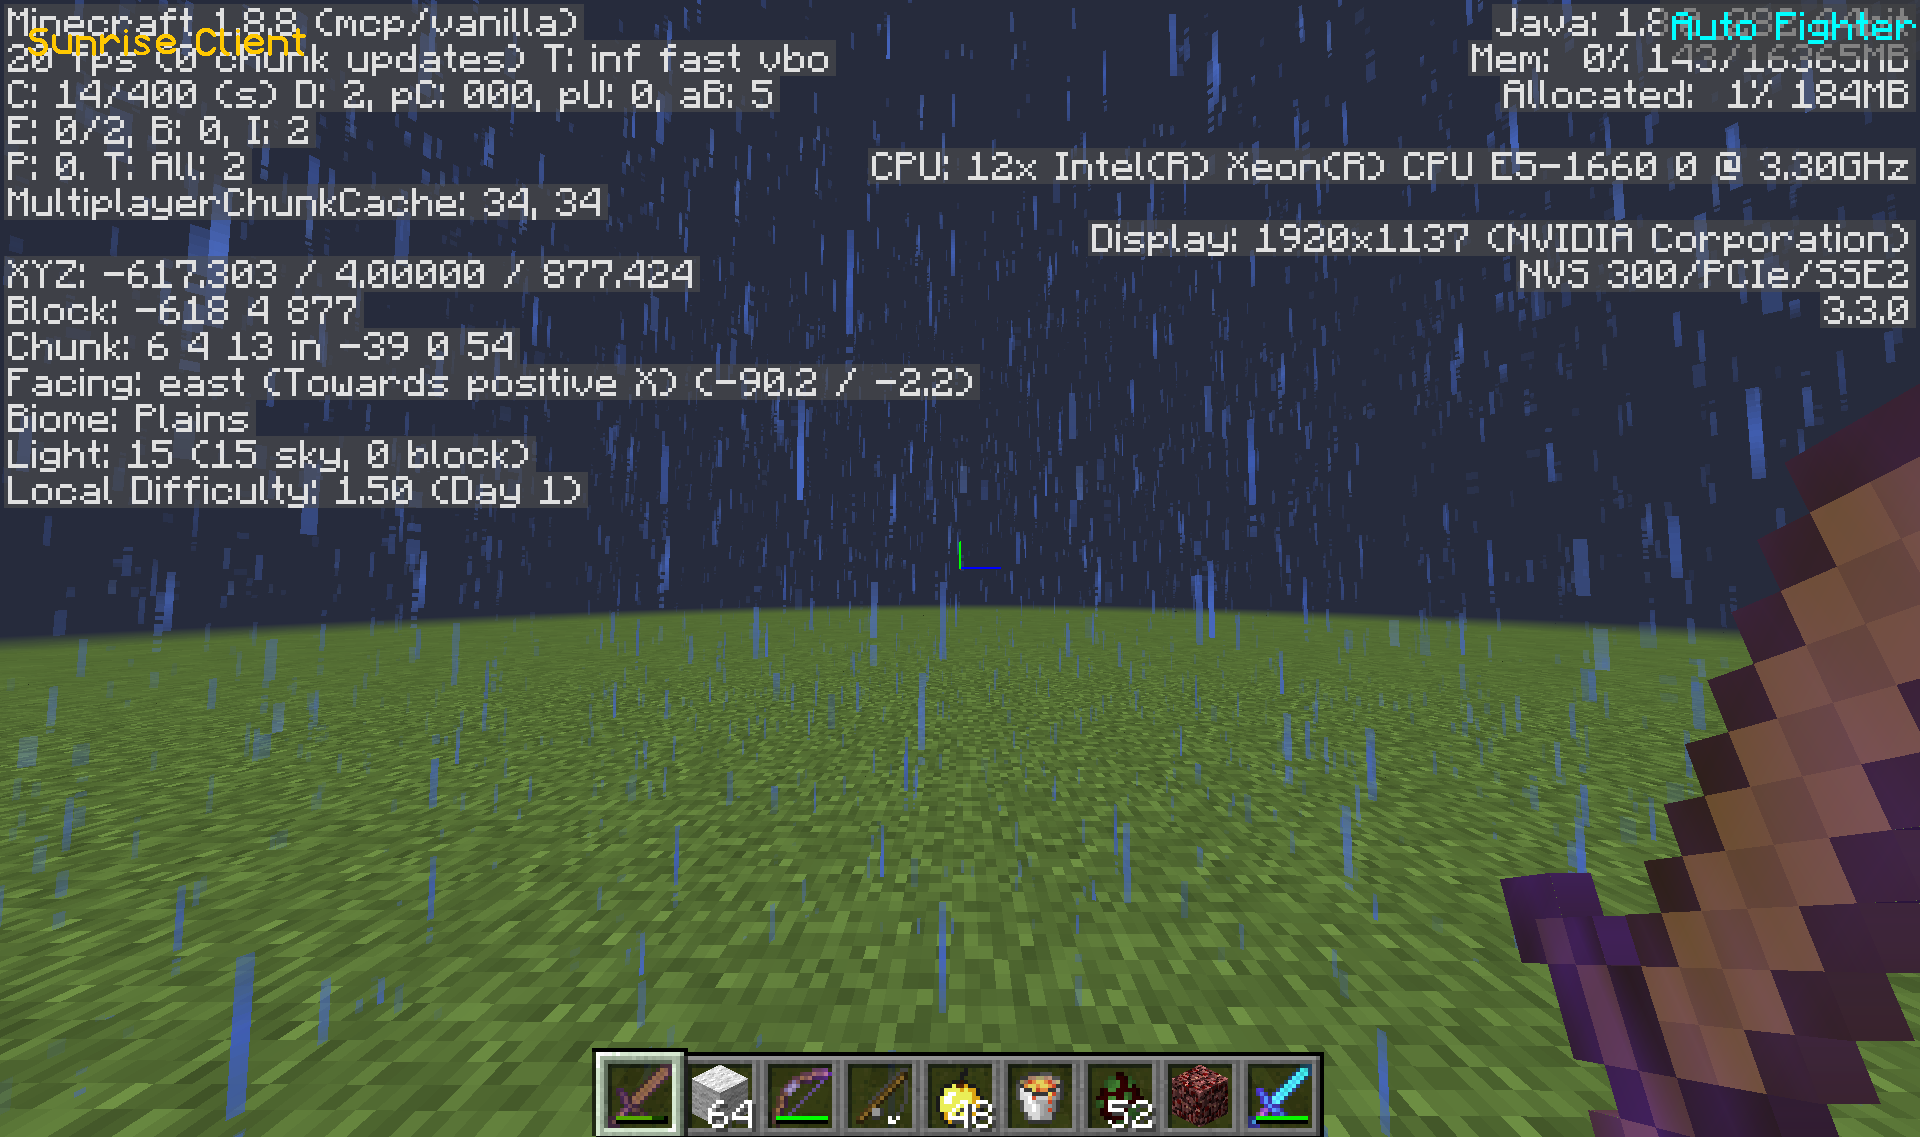 Minecraft 1.8.8 (mcp/vanilla)
Sunrise Client
20 fps (0 chunk updates) T: inf fast vbo
C: 14/400 (s) D: 2, pC: 000, pU: 0, aB: 5
E: 0/2, B: 0, I: 2
P: 0. T: All: 2
MultiplayerChunkCache: 34, 34
XYZ: -617.303 / 4.00000 / 877.424
Block: -618 4 877
Chunk: 6 4 13 in -39 0 54
Facing: east (Towards positive X) (-90.2 / -2.2)
Biome: Plains
Light: 15 (15 sky, 0 block)
Local Difficulty: 1.50 (Day 1)
Java:
Auto Fighter
Mem: 0% 143/16365MB
Allocated: 1% 184MB
CPU: 12x Intel(R) Xeon(R) CPU E5-1660 0 @ 3.30GHz
Display: 1920x1137 (NVIDIA Corporation)
NVS 300/PCIe/SSE2
3.3.0
64
48
52